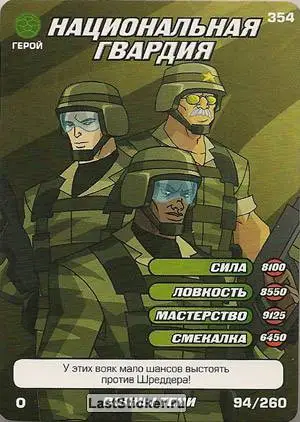 НАЦИОНАЛЬНАЯ
ГВАРДИЯ
354
ГЕРОЙ
СИЛА 8100
ЛОВКОСТЬ 8550
МАСТЕРСТВО 9125
СМЕКАЛКА 6450
У этих вояк мало шансов выстоять
против Шреддера!
0
94/260
LastSticker.ru